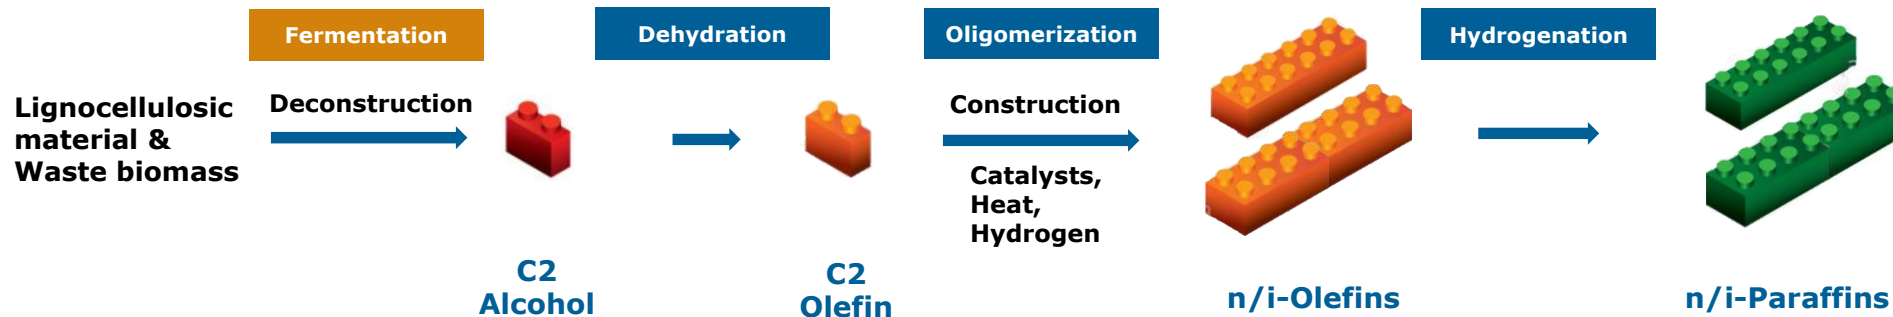 Fermentation
Dehydration
Oligomerization
Hydrogenation
Lignocellulosic
material &
Waste biomass
Deconstruction
Construction
Catalysts,
Heat,
Hydrogen
C2
Alcohol
C2
Olefin
n/i-Olefins
n/i-Paraffins